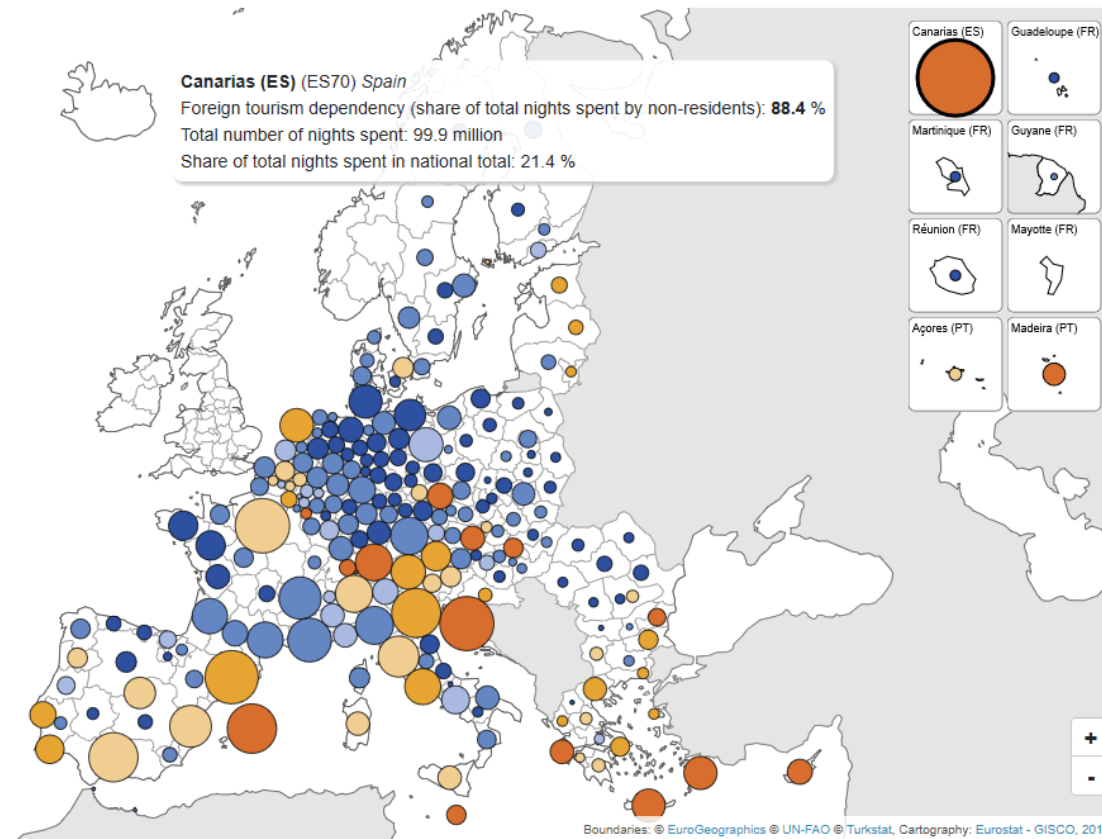 Canarias (ES) (ES70) Spain
Foreign tourism dependency (share of total nights spent by non-residents): 88.4 %
Total number of nights spent: 99.9 million
Share of total nights spent in national total: 21.4 %
Canarias (ES)
Guadeloupe (FR)
Martinique (FR)
Guyane (FR)
Réunion (FR)
Mayotte (FR)
Açores (PT)
Madeira (PT)
+
-
Boundaries: © EuroGeographics © UN-FAO © Turkstat, Cartography: Eurostat - GISCO, 201